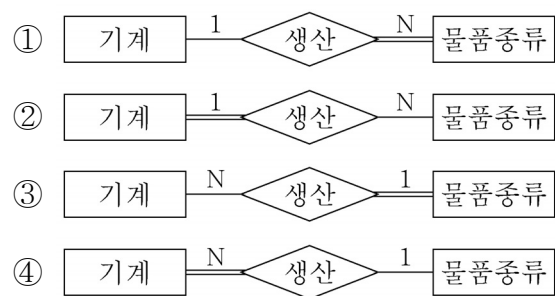 ① 기계 1 생산 N 물품종류
② 기계 1 생산 N 물품종류
③ 기계 N 생산 1 물품종류
④ 기계 N 생산 1 물품종류